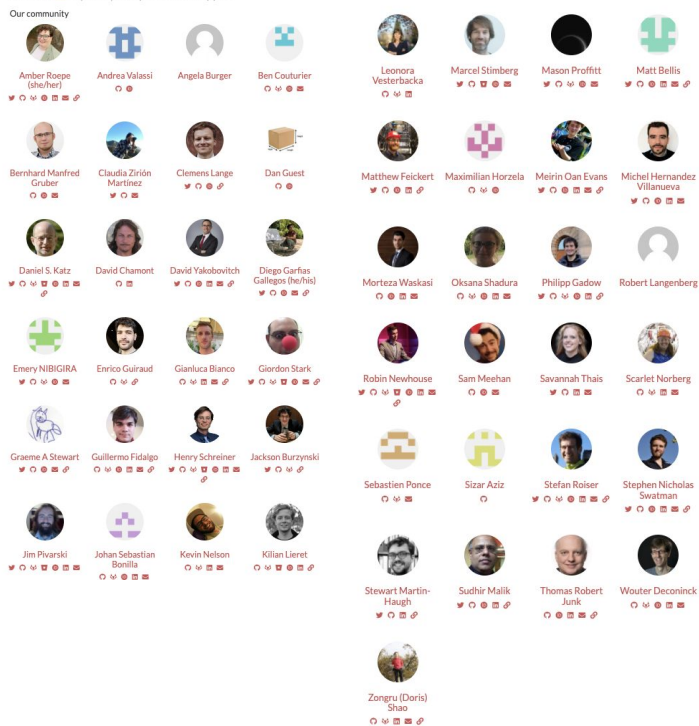 Our community
Amber Roepe
(she/her)
Andrea Valassi
Angela Burger
Ben Couturier
Bernhard Manfred
Gruber
Claudia Zirión
Martínez
Clemens Lange
Dan Guest
Daniel S. Katz
David Chamont
David Yakobovitch
Diego Garfias
Gallegos (he/his)
Emery NIBIGIRA
Enrico Guiraud
Gianluca Bianco
Giordon Stark
Graeme A Stewart
Guillermo Fidalgo
Henry Schreiner
Jackson Burzynski
Jim Pivarski
Johan Sebastian
Bonilla
Kevin Nelson
Kilian Lieret
Leonora
Vesterbacka
Marcel Stimberg
Mason Proffitt
Matt Bellis
Matthew Feickert
Maximilian Horzela
Meirin Oan Evans
Michel Hernandez
Villanueva
Morteza Waskasi
Oksana Shadura
Philipp Gadow
Robert Langenberg
Robin Newhouse
Sam Meehan
Savannah Thais
Scarlet Norberg
Sebastien Ponce
Sizar Aziz
Stefan Roiser
Stephen Nicholas
Swatman
Stewart Martin-
Haugh
Sudhir Malik
Thomas Robert
Junk
Wouter Deconinck
Zongru (Doris)
Shao